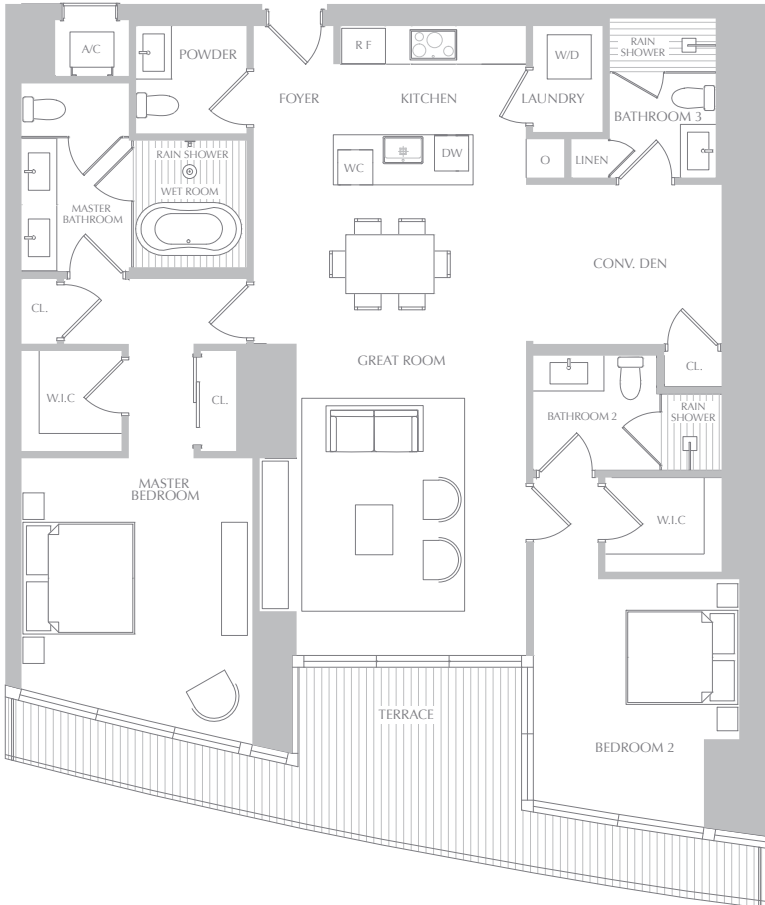 A/C
POWDER
R F
W/D
RAIN
SHOWER
FOYER
KITCHEN
LAUNDRY
BATHROOM 3
RAIN SHOWER
WC
DW
O
LINEN
WET ROOM
MASTER
BATHROOM
CONV. DEN
CL.
GREAT ROOM
CL.
W.I.C
CL.
RAIN
SHOWER
BATHROOM 2
MASTER
BEDROOM
W.I.C
TERRACE
BEDROOM 2